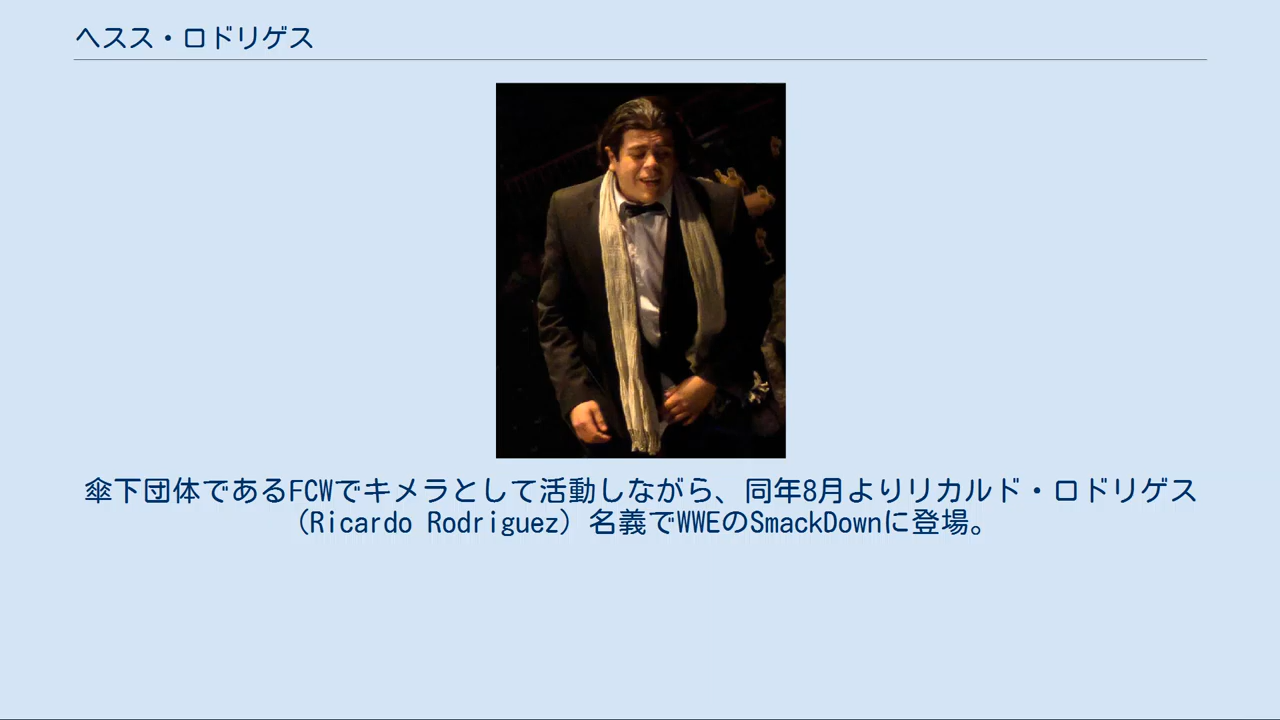 ヘスス・ロドリゲス
傘下団体であるFCWでキメラとして活動しながら、同年8月よりリカルド・ロドリゲス
（Ricardo Rodriguez）名義でWWEのSmackDownに登場。